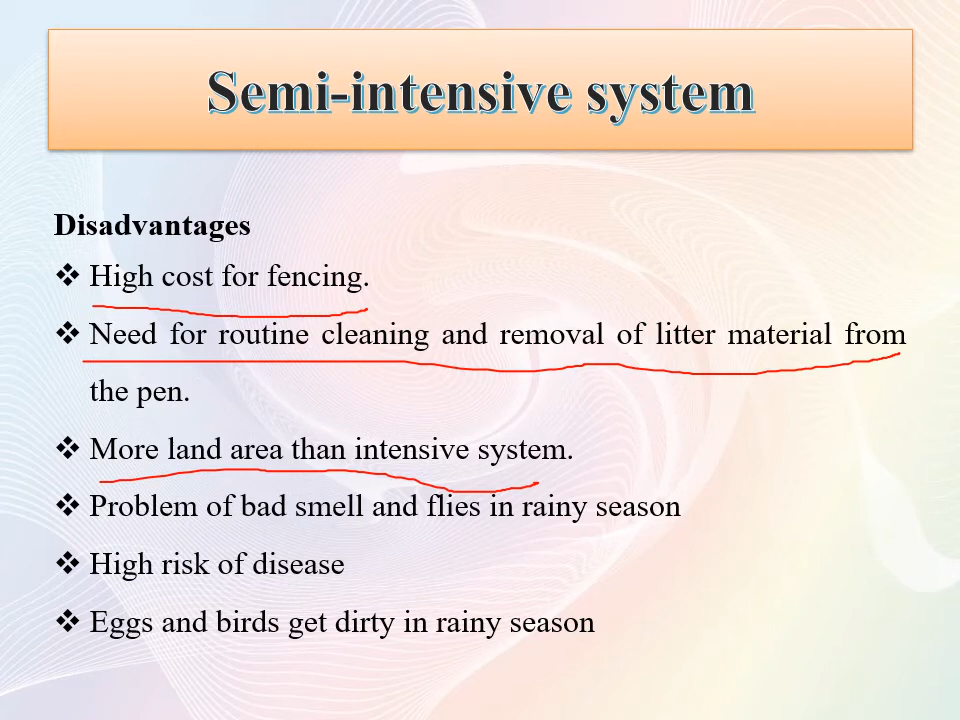 Semi-intensive system
Disadvantages
❖ High cost for fencing.
❖ Need for routine cleaning and removal of litter material from
the pen.
❖ More land area than intensive system.
❖ Problem of bad smell and flies in rainy season
❖ High risk of disease
❖ Eggs and birds get dirty in rainy season